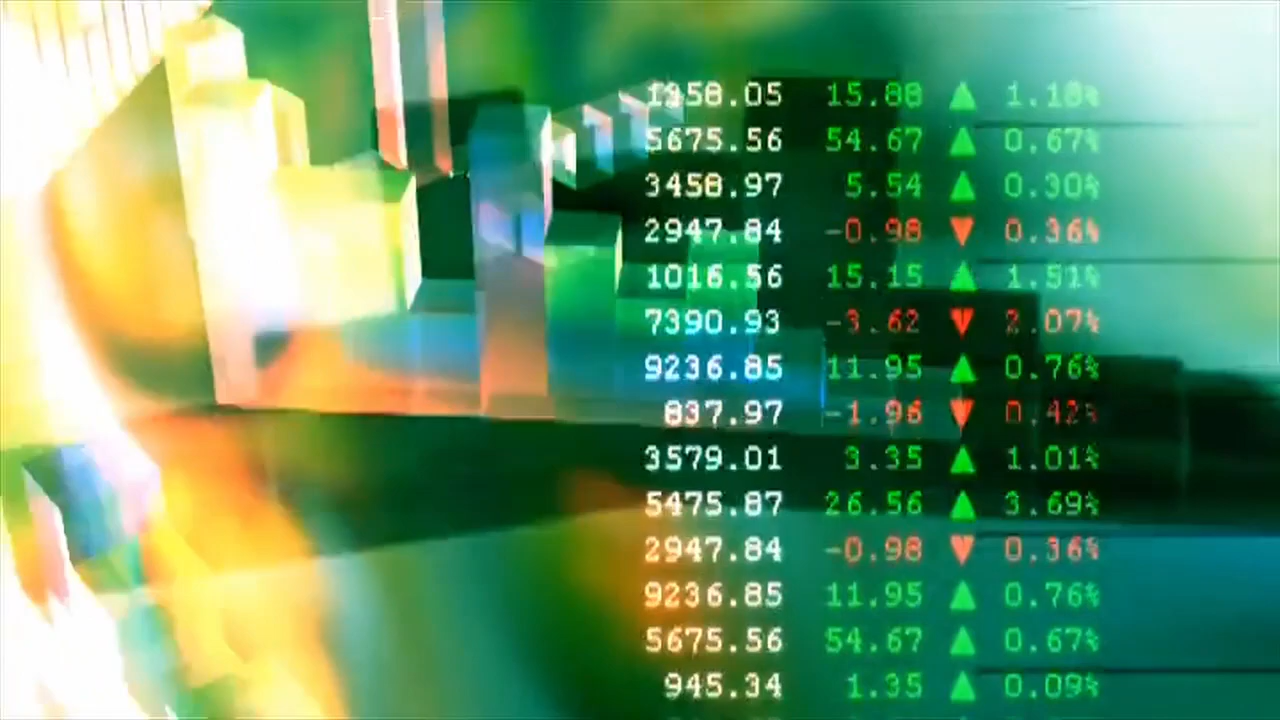 1958.05 15.88 ▲ 1.18%
5675.56 54.67 ▲ 0.67%
3458.97 5.54 ▲ 0.30%
2947.84 -0.98 ▼ 0.36%
1016.56 15.15 ▲ 1.51%
7390.93 -3.62 ▼ 2.07%
9236.85 11.95 ▲ 0.76%
837.97 -1.96 ▼ 0.42%
3579.01 3.35 ▲ 1.01%
5475.87 26.56 ▲ 3.69%
2947.84 -0.98 ▼ 0.36%
9236.85 11.95 ▲ 0.76%
5675.56 54.67 ▲ 0.67%
945.34 1.35 ▲ 0.09%